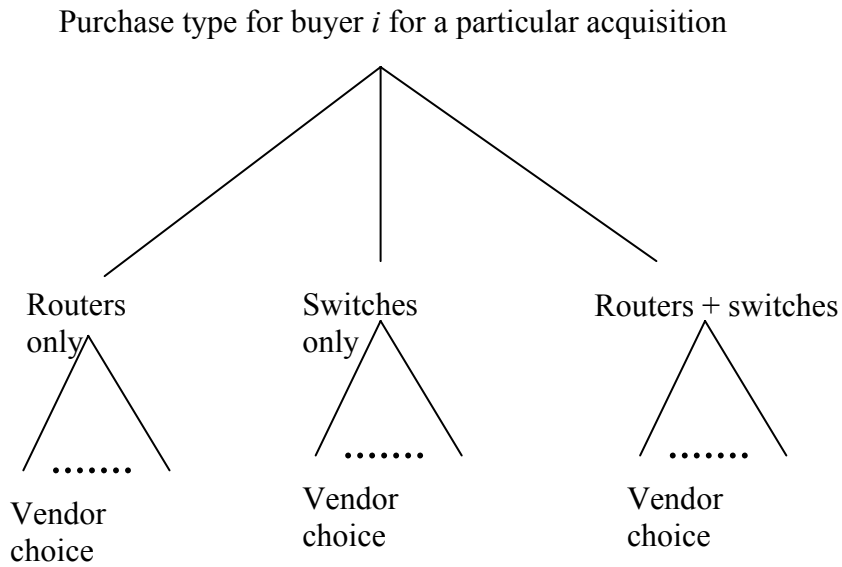 Purchase type for buyer i for a particular acquisition
Routers
only
Switches
only
Routers + switches
Vendor
choice
Vendor
choice
Vendor
choice